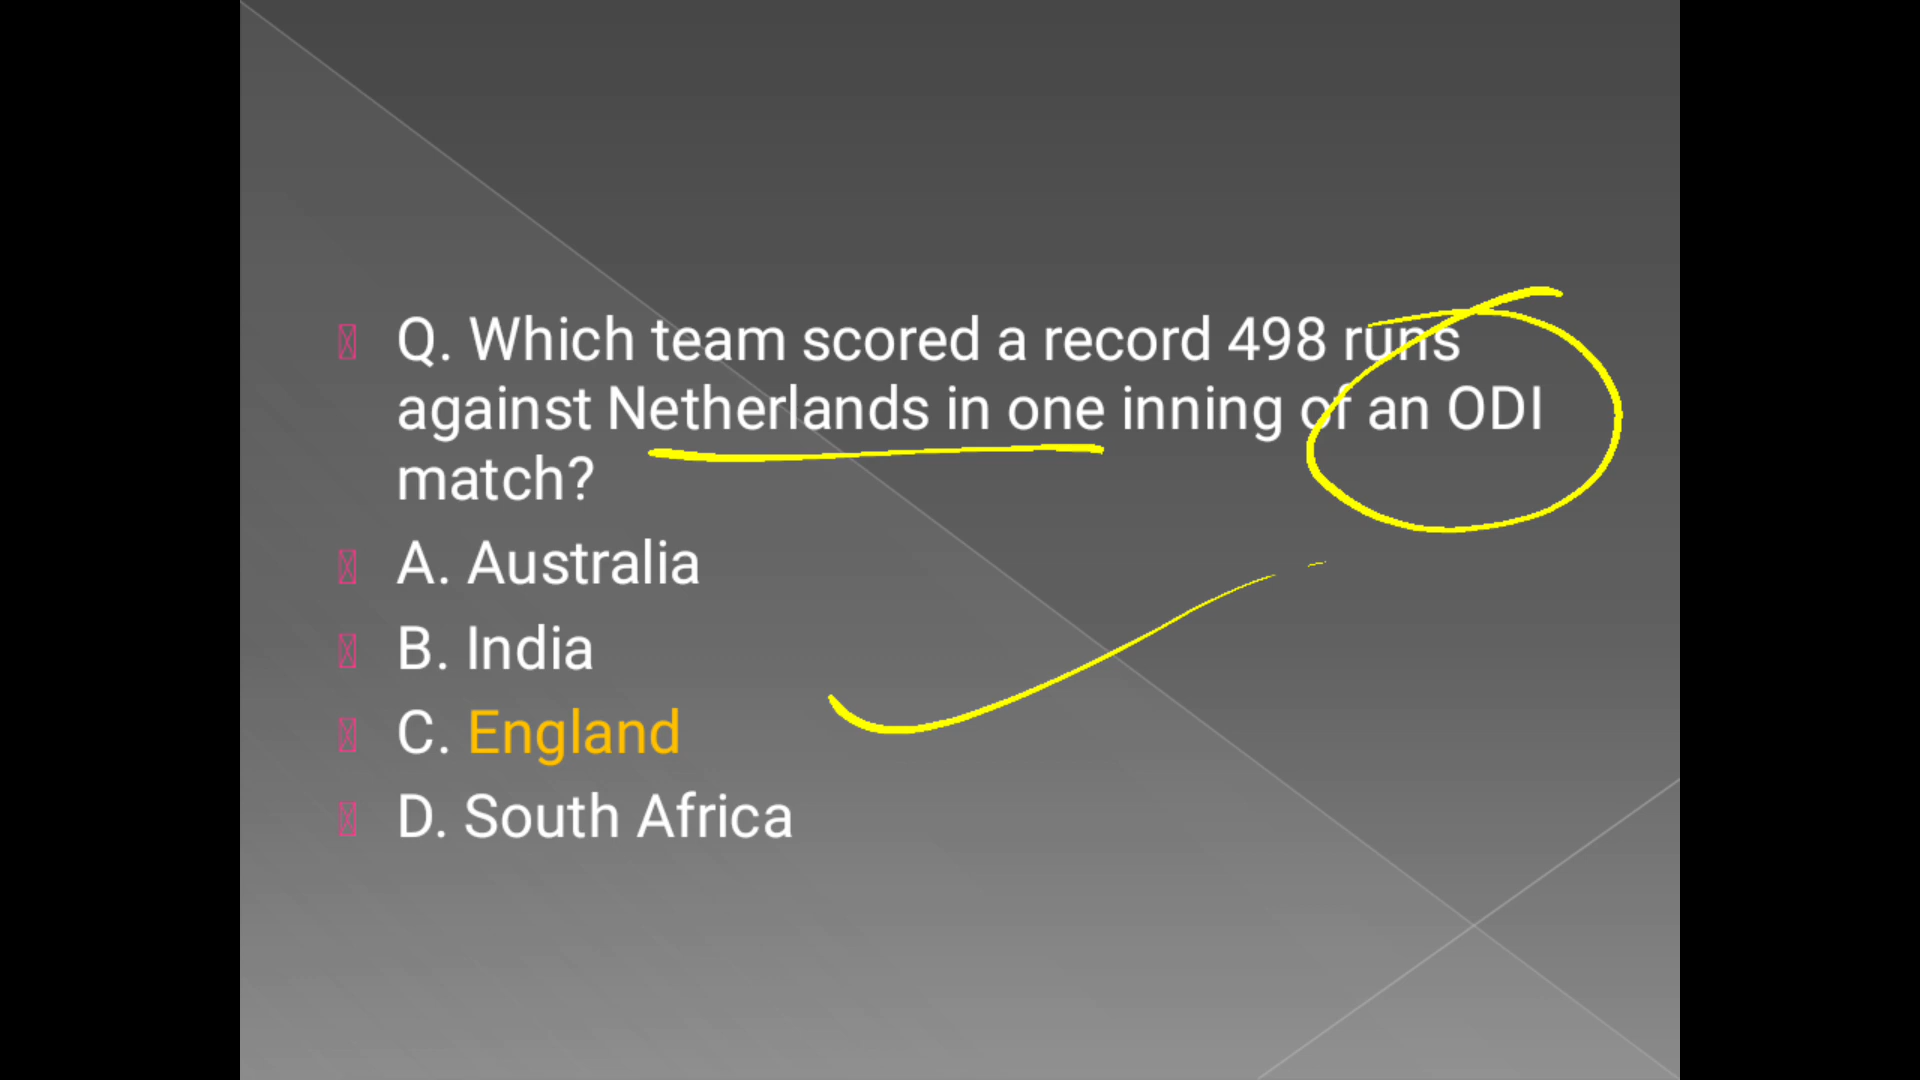 Q. Which team scored a record 498 runs
against Netherlands in one inning of an ODI
match?
A. Australia
B. India
C. England
D. South Africa